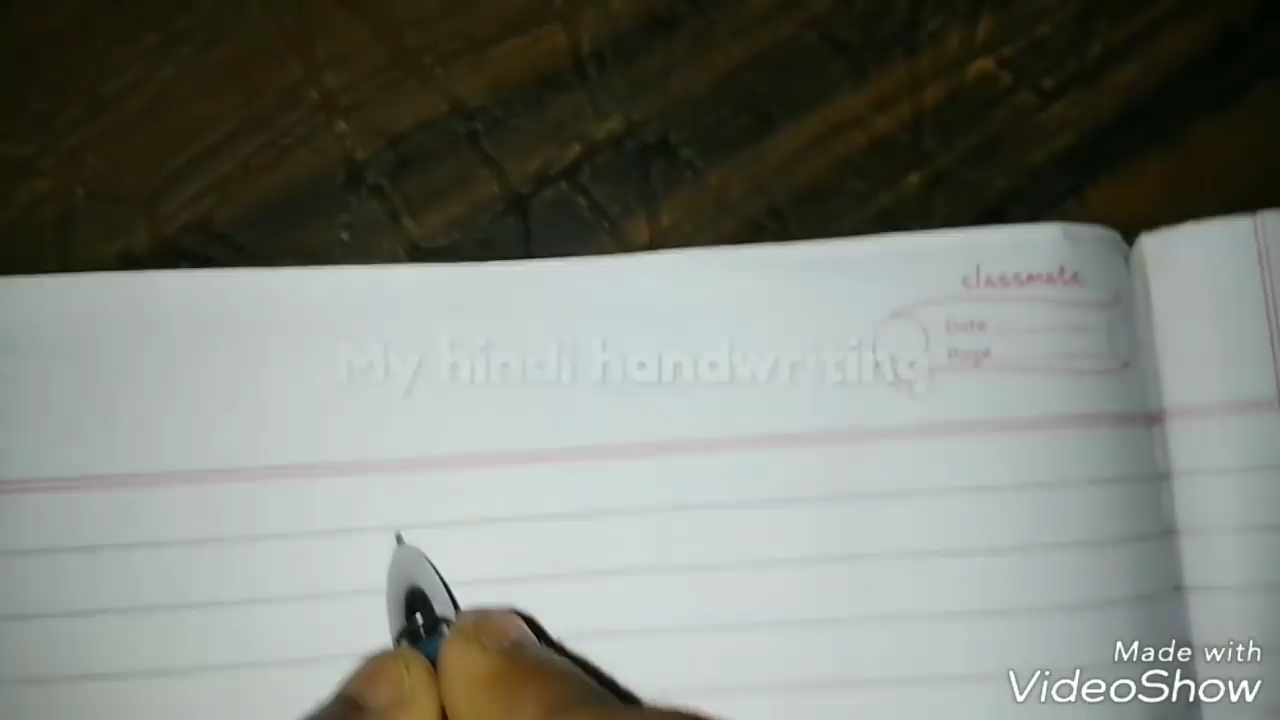 classmate
Date
Page
My hindi handwriting
Made with
VideoShow